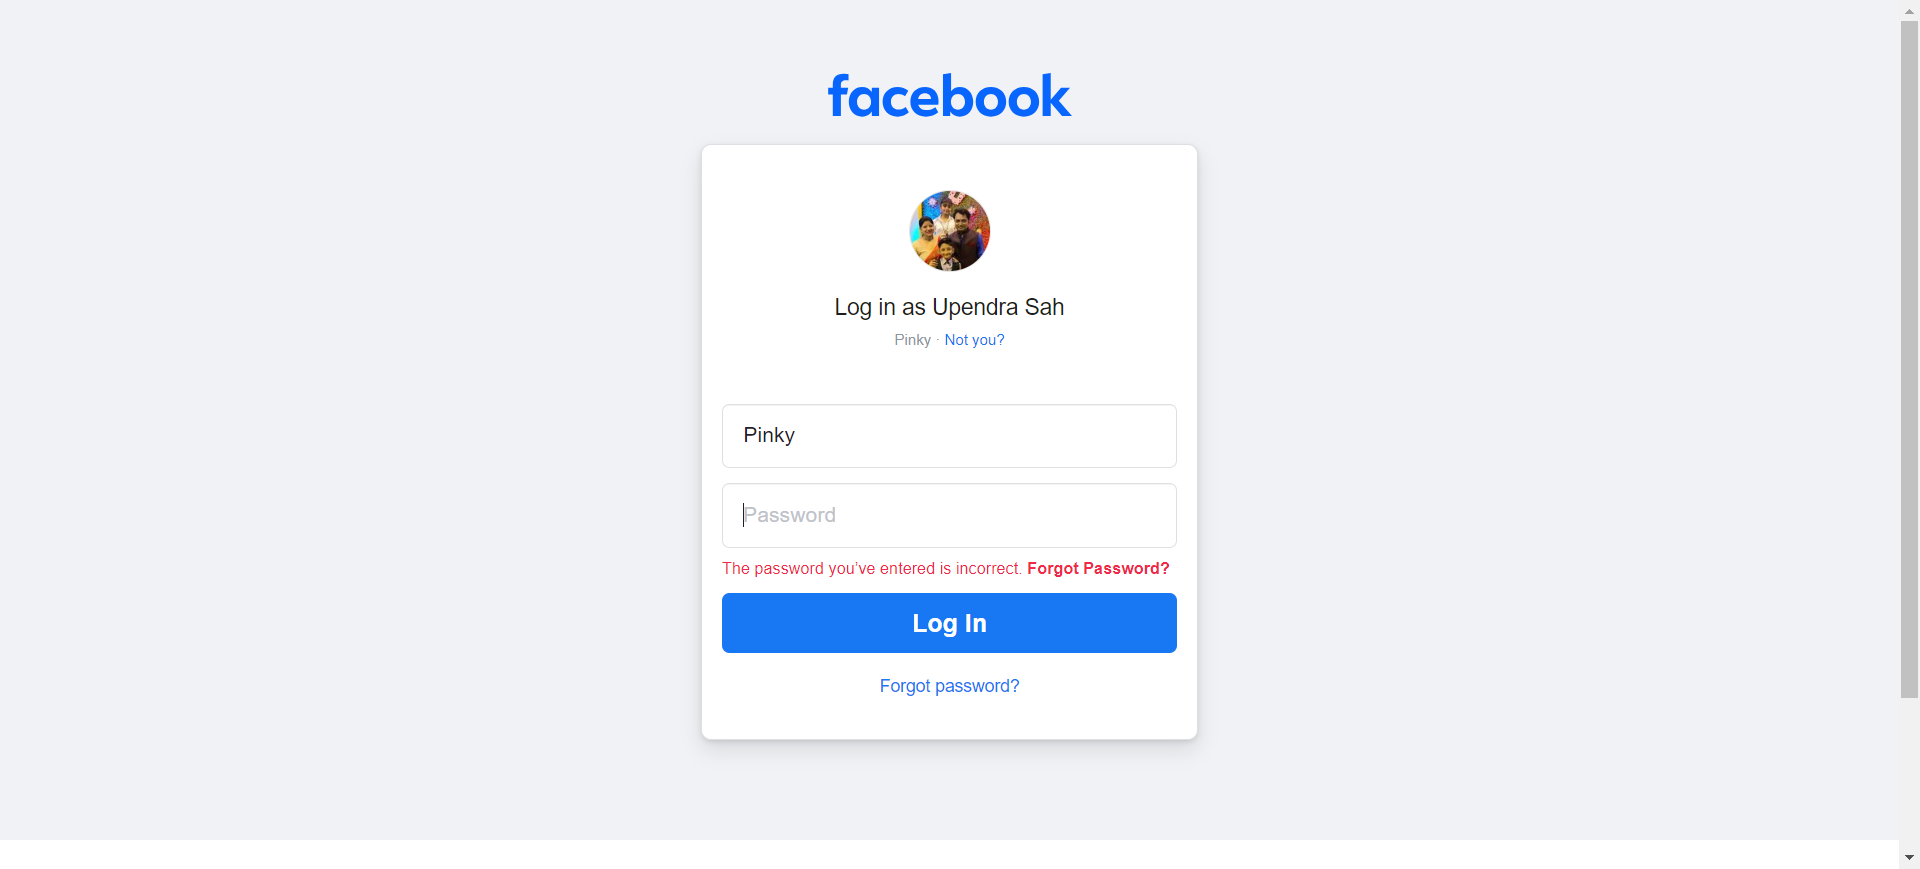 facebook
Log in as Upendra Sah
Pinky · Not you?
Pinky
Password
The password you've entered is incorrect. Forgot Password?
Log In
Forgot password?